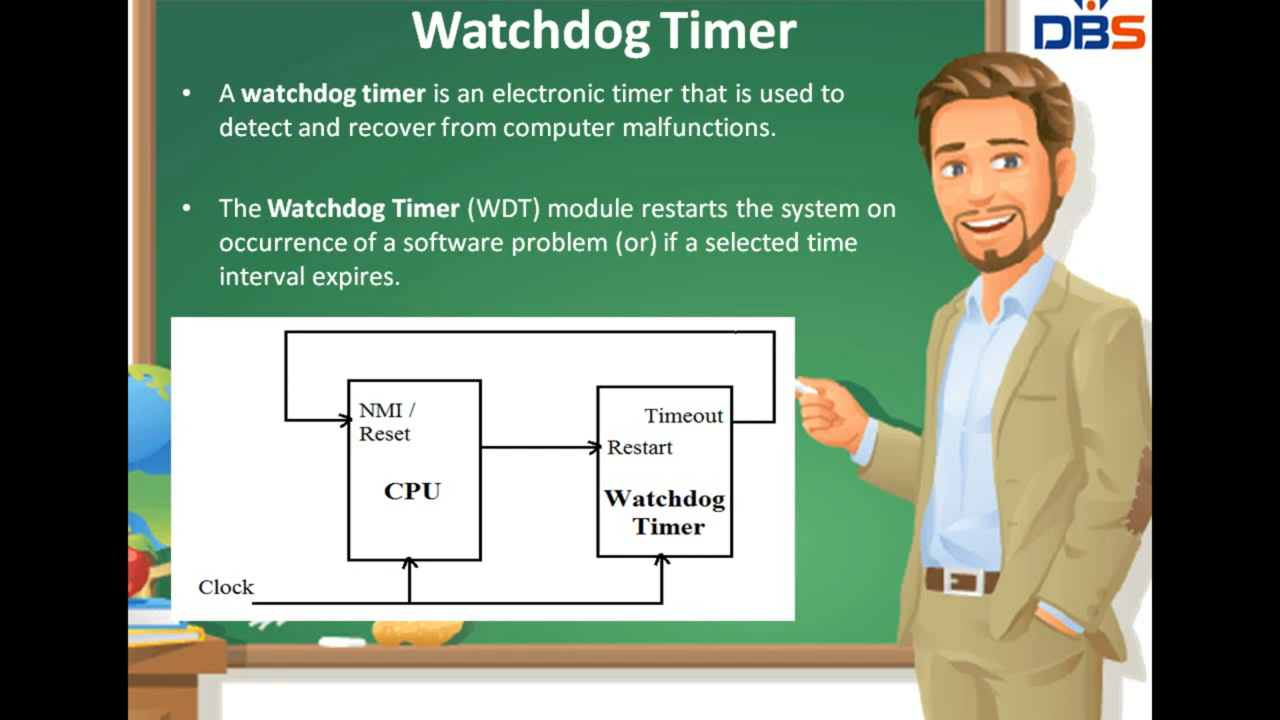 Watchdog Timer
DBS
• A watchdog timer is an electronic timer that is used to
detect and recover from computer malfunctions.
• The Watchdog Timer (WDT) module restarts the system on
occurrence of a software problem (or) if a selected time
interval expires.
NMI /
Reset
CPU
Timeout
Restart
Watchdog
Timer
Clock